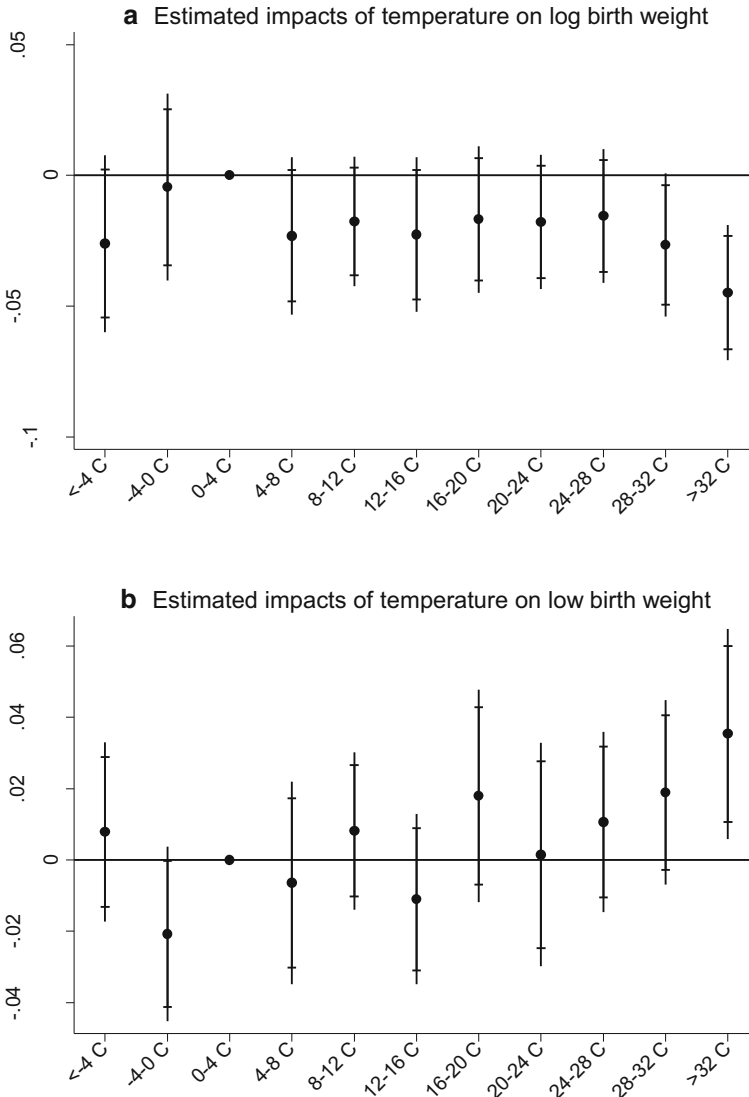 a Estimated impacts of temperature on log birth weight
.05
0
-.05
-.1
<-4 C
-4-0 C
0-4 C
4-8 C
8-12 C
12-16 C
16-20 C
20-24 C
24-28 C
28-32 C
>32 C
b Estimated impacts of temperature on low birth weight
.06
.04
.02
0
-.02
-.04
<-4 C
-4-0 C
0-4 C
4-8 C
8-12 C
12-16 C
16-20 C
20-24 C
24-28 C
28-32 C
>32 C